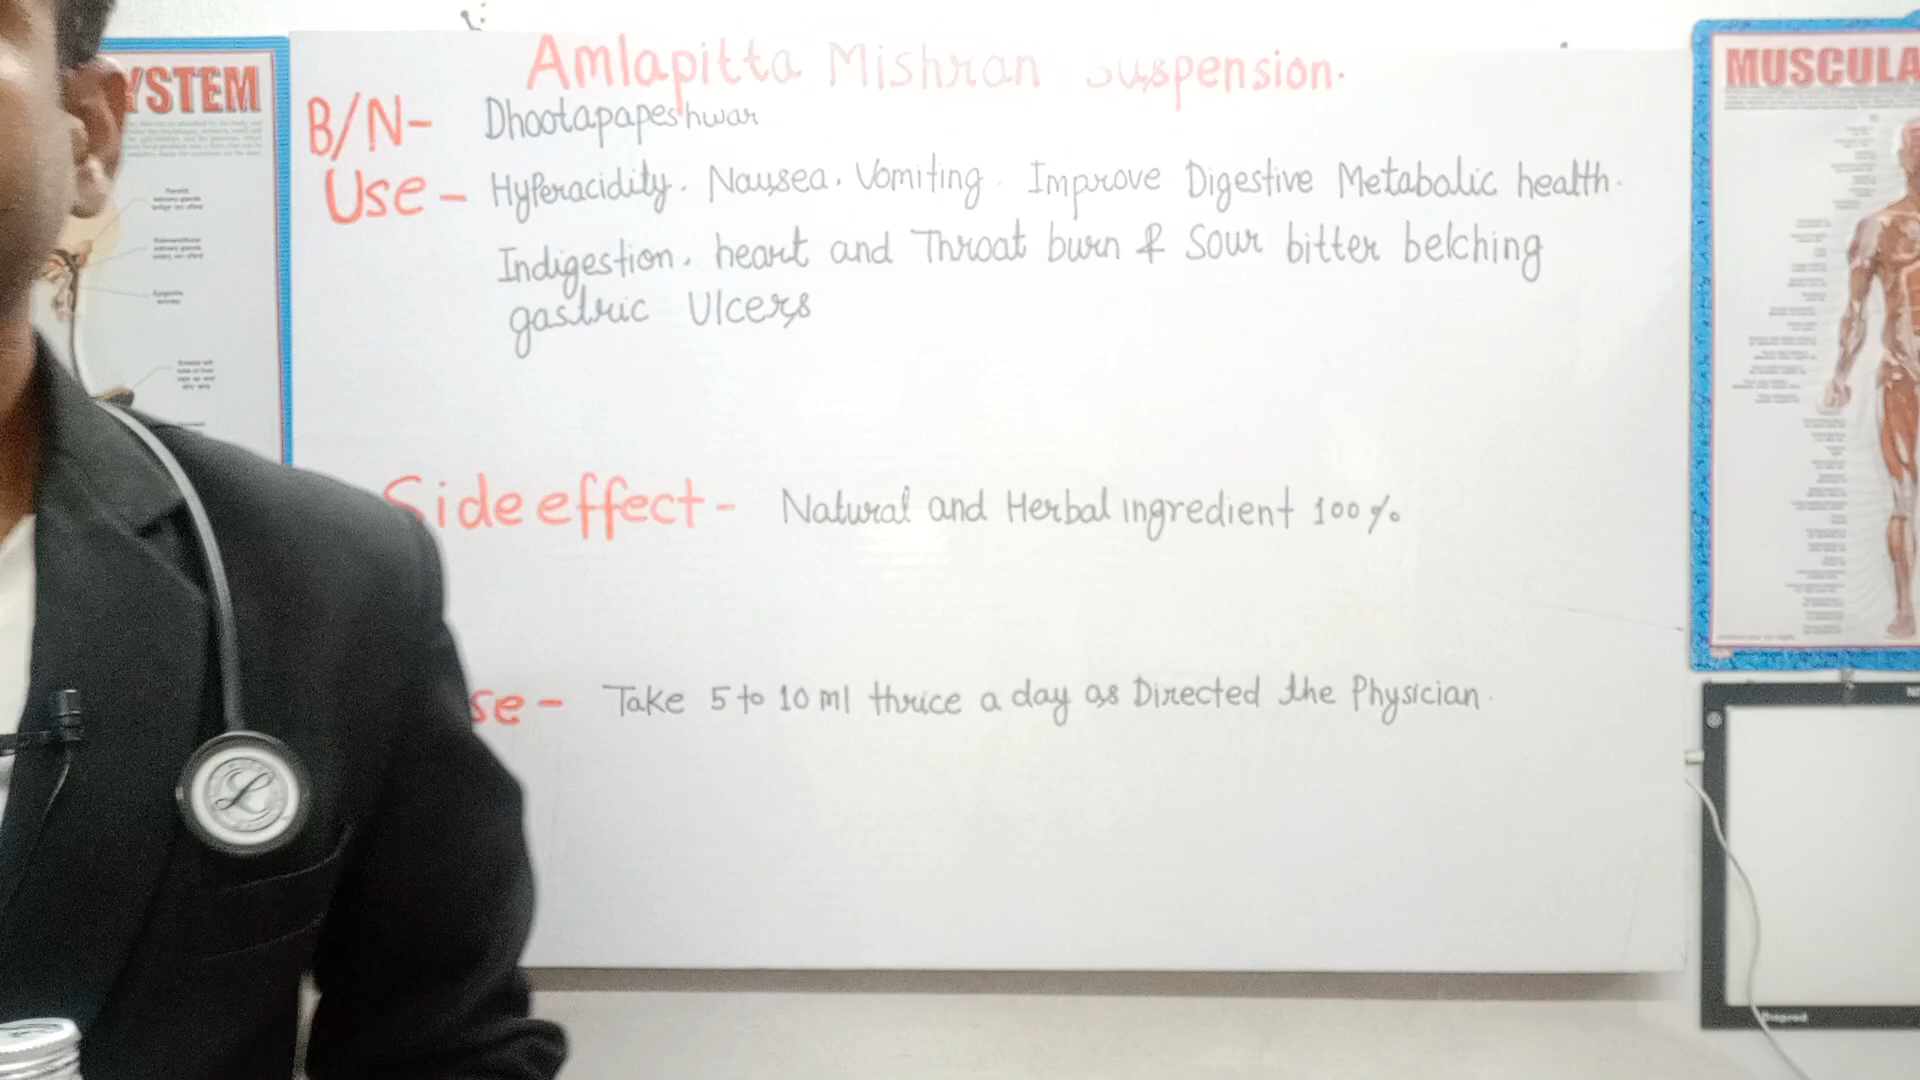 Amlapitta Mishran Suspension.
B/N- Dhootapapeshwar
Use - Hyperacidity. Nausea. Vomiting. Improve Digestive Metabolic health.
Indigestion. heart and Throat burn & Sour bitter belching
gastric Ulcers
Side effect - Natural and Herbal ingredient 100%
se - Take 5 to 10 ml thrice a day as Directed the Physician.
YSTEM
MUSCULA